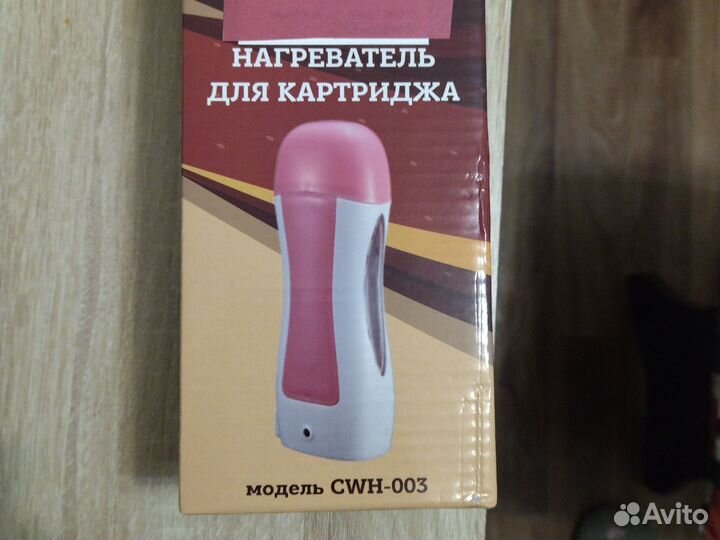 НАГРЕВАТЕЛЬ
ДЛЯ КАРТРИДЖА
модель CWH-003
Avito